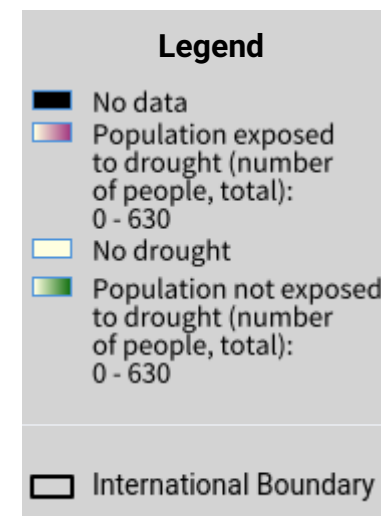 Legend
No data
Population exposed
to drought (number
of people, total):
0 - 630
No drought
Population not exposed
to drought (number
of people, total):
0 - 630
International Boundary